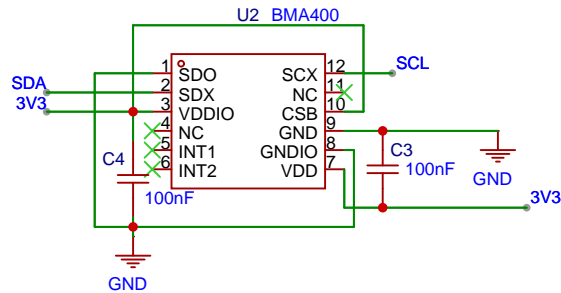 U2 BMA400
1 SDO SCX 12 SCL
SDA 2 SDX NC 11
3V3 3 VDDIO CSB 10
4 NC GND 9
5 INT1 GNDIO 8
6 INT2 VDD 7
C4
100nF
C3
100nF
GND
3V3
GND